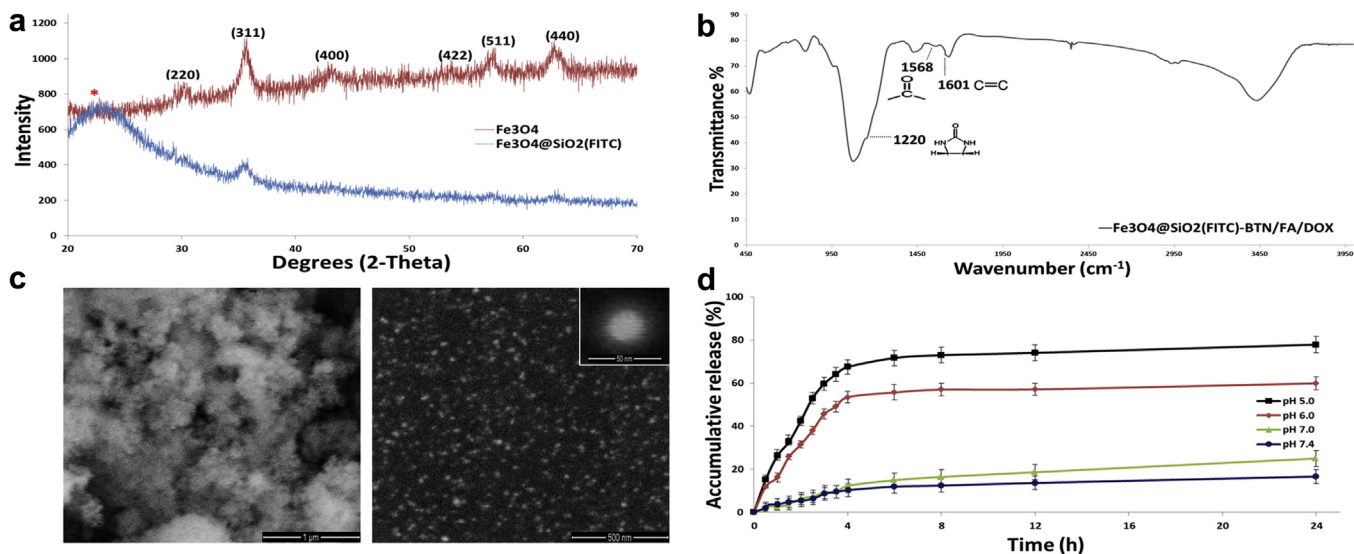 a
1200
1000
800
600
400
200
0
20
30
40
50
60
70
Intensity
Degrees (2-Theta)
(220)
(311)
(400)
(422)
(511)
(440)
*
Fe3O4
Fe3O4@SiO2(FITC)
b
80
70
60
50
40
30
20
10
0
450
950
1450
1950
2450
2950
3450
3950
Transmittance %
Wavenumber (cm-1)
1568
O
C
1601 C=C
1220
O
HN
NH
H
H
Fe3O4@SiO2(FITC)-BTN/FA/DOX
c
1 µm
50 nm
500 nm
d
100
80
60
40
20
0
0
4
8
12
16
20
24
Accumulative release (%)
Time (h)
pH 5.0
pH 6.0
pH 7.0
pH 7.4